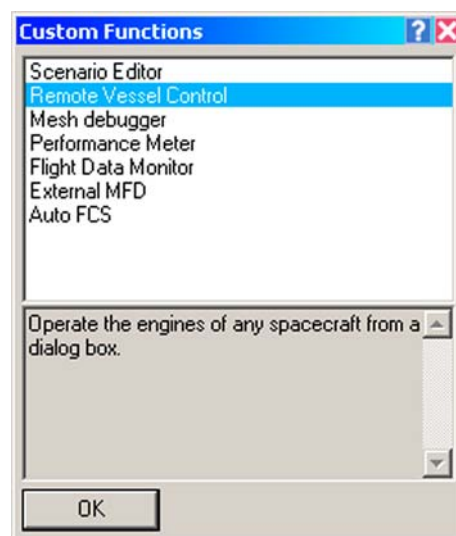 Custom Functions
Scenario Editor
Remote Vessel Control
Mesh debugger
Performance Meter
Flight Data Monitor
External MFD
Auto FCS
Operate the engines of any spacecraft from a
dialog box.
OK